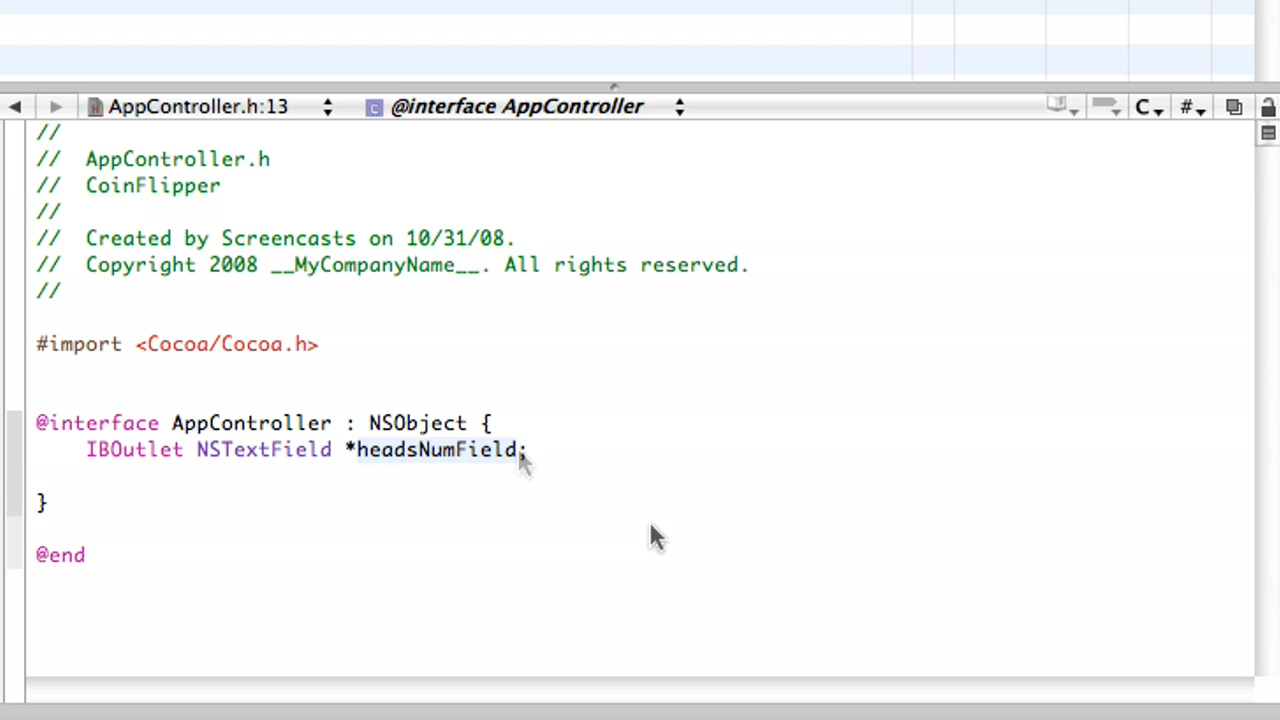 AppController.h:13 @interface AppController C #
//
// AppController.h
// CoinFlipper
//
// Created by Screencasts on 10/31/08.
// Copyright 2008 __MyCompanyName__. All rights reserved.
//
#import <Cocoa/Cocoa.h>
@interface AppController : NSObject {
IBOutlet NSTextField *headsNumField;
}
@end